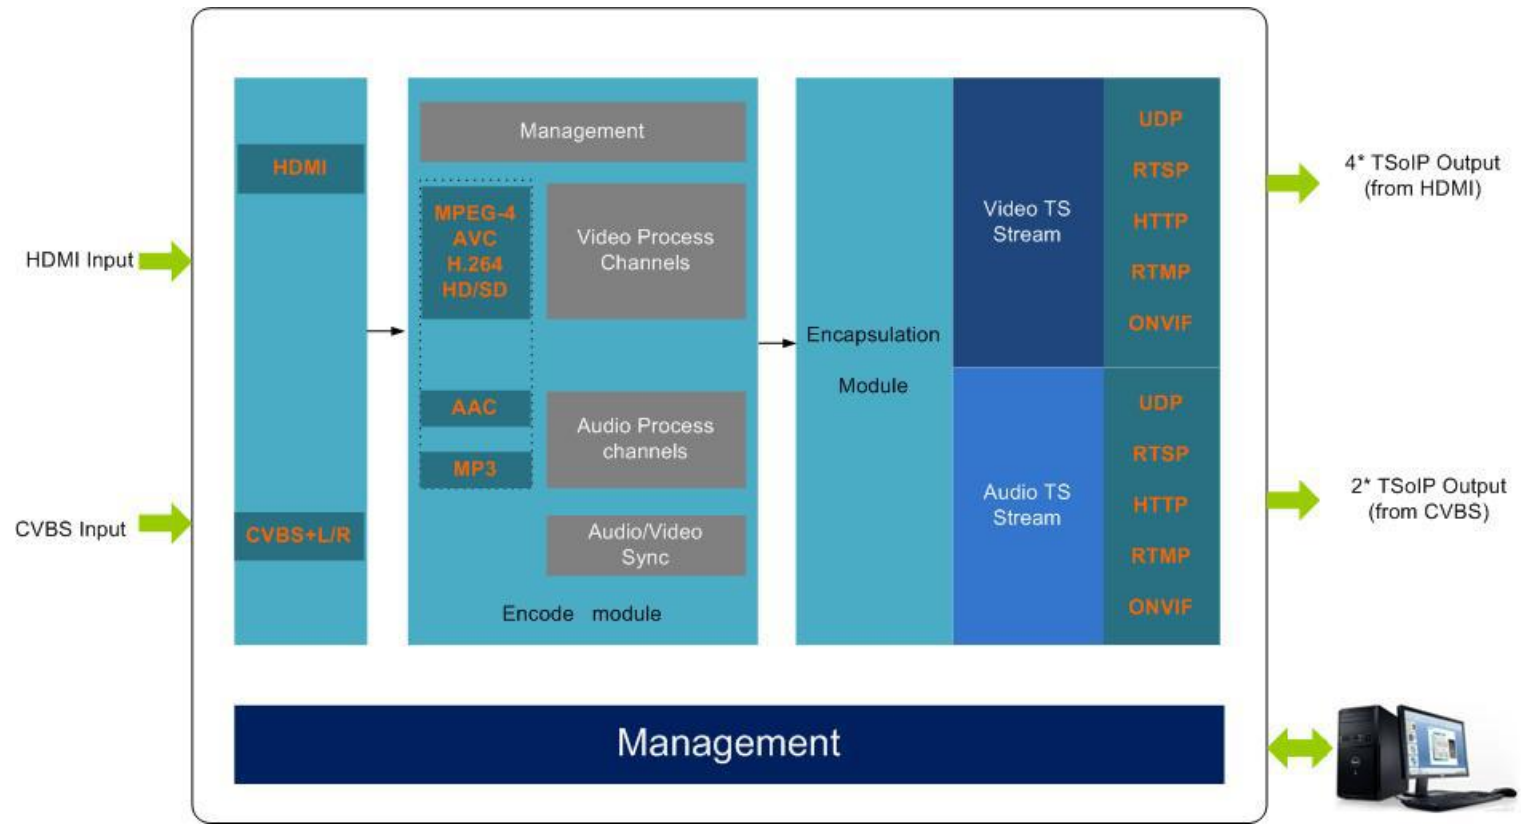 HDMI Input
CVBS Input
HDMI
CVBS+L/R
Management
MPEG-4
AVC
H.264
HD/SD
Video Process
Channels
AAC
MP3
Audio Process
channels
Audio/Video
Sync
Encode module
Encapsulation
Module
Video TS
Stream
UDP
RTSP
HTTP
RTMP
ONVIF
Audio TS
Stream
UDP
RTSP
HTTP
RTMP
ONVIF
4* TSoIP Output
(from HDMI)
2* TSoIP Output
(from CVBS)
Management